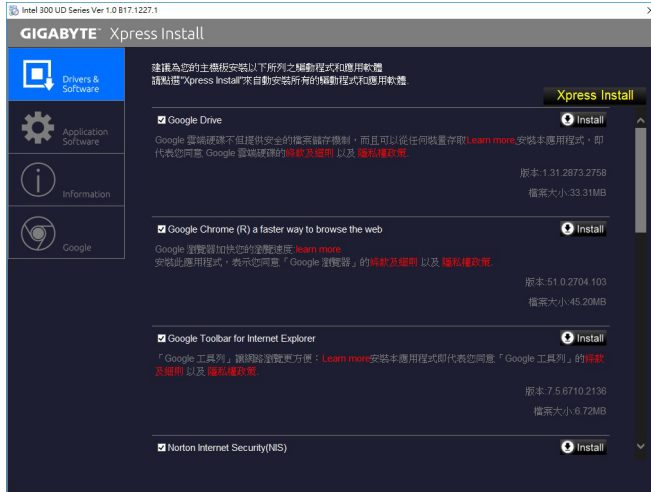 Intel 300 UD Series Ver 1.0 B17.1227.1
GIGABYTE™ Xpress Install
Drivers &
Software
Application
Software
Information
Google
建議為您的主機板安裝以下所列之驅動程式和應用軟體
請點選"Xpress Install"來自動安裝所有的驅動程式和應用軟體.
Xpress Install
Google Drive
Install
Google 雲端硬碟不但提供安全的檔案儲存機制，而且可以從任何裝置存取Learn more,安裝本應用程式，即
代表您同意 Google 雲端硬碟的條款及細則 以及 隱私權政策.
版本:1.31.2873.2758
檔案大小:33.31MB
Google Chrome (R) a faster way to browse the web
Install
Google 瀏覽器加快您的瀏覽速度:learn more
安裝此應用程式，表示您同意「Google 瀏覽器」的條款及細則 以及 隱私權政策.
版本:51.0.2704.103
檔案大小:45.20MB
Google Toolbar for Internet Explorer
Install
「Google 工具列」讓網路瀏覽更方便：Learn more安裝本應用程式即代表您同意「Google 工具列」的條款
及細則 以及 隱私權政策.
版本:7.5.6710.2136
檔案大小:6.72MB
Norton Internet Security(NIS)
Install